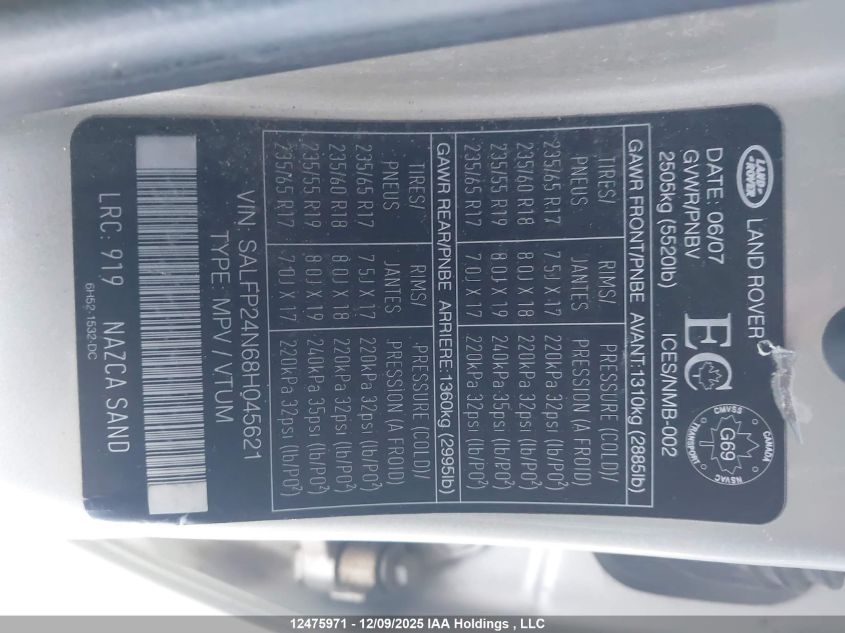 LAND ROVER
LAND ROVER
DATE: 06/07
GVWR/PNBV
2505kg (5520lb)
EC
ICES/NMB-002
CANADA
CMVSS
G69
NSVAC
TRANSPORT
GAWR FRONT/PNBE AVANT:1310kg (2885lb)
TIRES/ RIMS/ PRESSURE (COLD)/
PNEUS JANTES PRESSION (A FROID)
235/65 R17 7.5J X 17 220kPa 32psi (lb/PO²)
235/60 R18 8.0J X 18 220kPa 32psi (lb/PO²)
235/55 R19 8.0J X 19 240kPa 35psi (lb/PO²)
235/65 R17 7.0J X 17 220kPa 32psi (lb/PO²)
GAWR REAR/PNBE ARRIERE: 1360kg (2995lb)
TIRES/ RIMS/ PRESSURE (COLD)/
PNEUS JANTES PRESSION (A FROID)
235/65 R17 7.5J X 17 220kPa 32psi (lb/PO²)
235/60 R18 8.0J X 18 220kPa 32psi (lb/PO²)
235/55 R19 8.0J X 19 240kPa 35psi (lb/PO²)
235/65 R17 7.0J X 17 220kPa 32psi (lb/PO²)
VIN: SALFP24N68H045621
TYPE: MPV / VTUM
LRC: 919 NAZCA SAND
6H52-1532-DC
12475971 - 12/09/2025 IAA Holdings , LLC